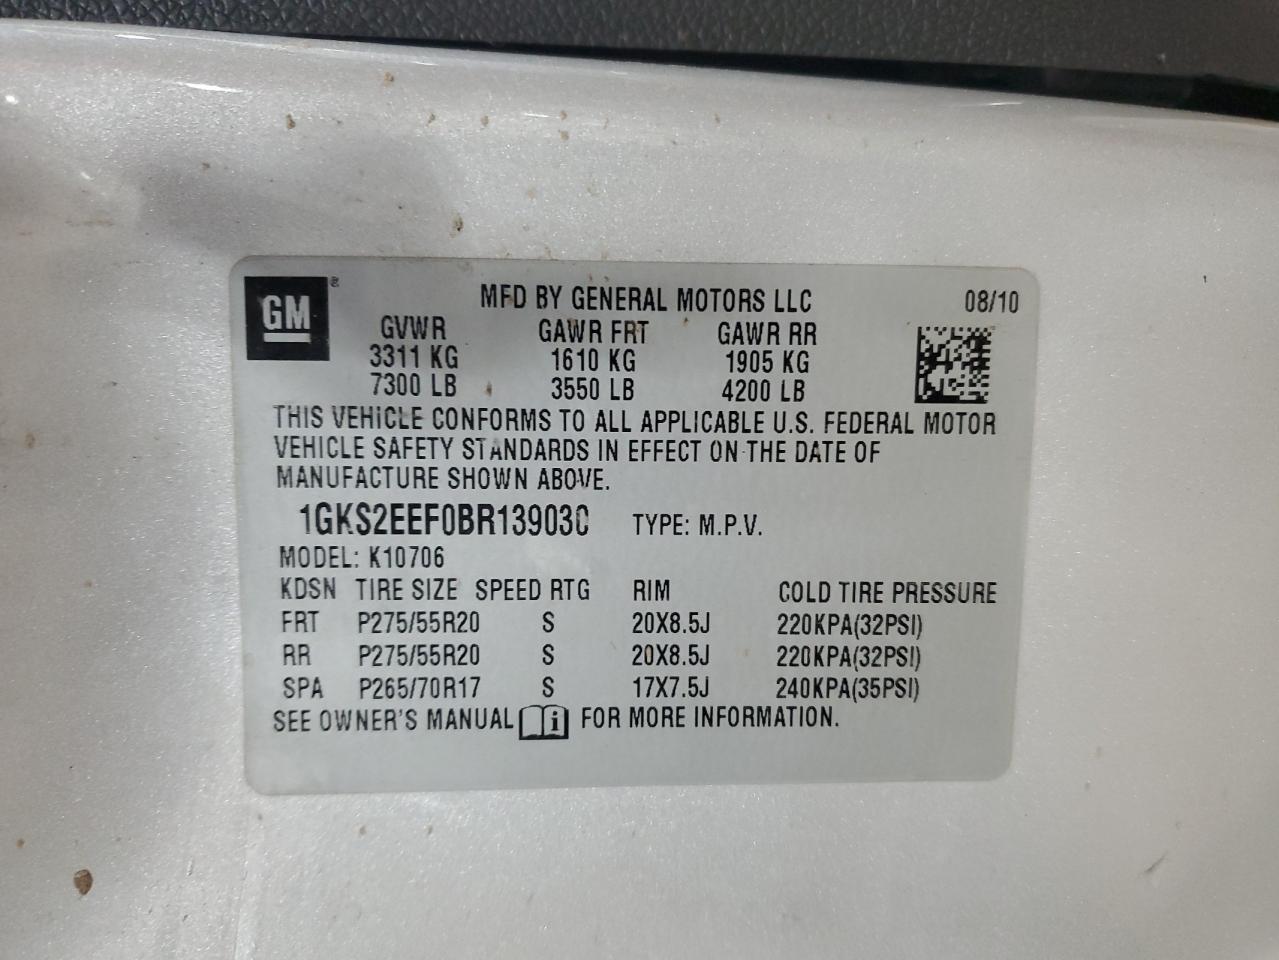 GM ®
MFD BY GENERAL MOTORS LLC 08/10
GVWR GAWR FRT GAWR RR
3311 KG 1610 KG 1905 KG
7300 LB 3550 LB 4200 LB
THIS VEHICLE CONFORMS TO ALL APPLICABLE U.S. FEDERAL MOTOR
VEHICLE SAFETY STANDARDS IN EFFECT ON THE DATE OF
MANUFACTURE SHOWN ABOVE.
1GKS2EEF0BR139030 TYPE: M.P.V.
MODEL: K10706
KDSN TIRE SIZE SPEED RTG RIM COLD TIRE PRESSURE
FRT P275/55R20 S 20X8.5J 220KPA(32PSI)
RR P275/55R20 S 20X8.5J 220KPA(32PSI)
SPA P265/70R17 S 17X7.5J 240KPA(35PSI)
SEE OWNER'S MANUAL i FOR MORE INFORMATION.